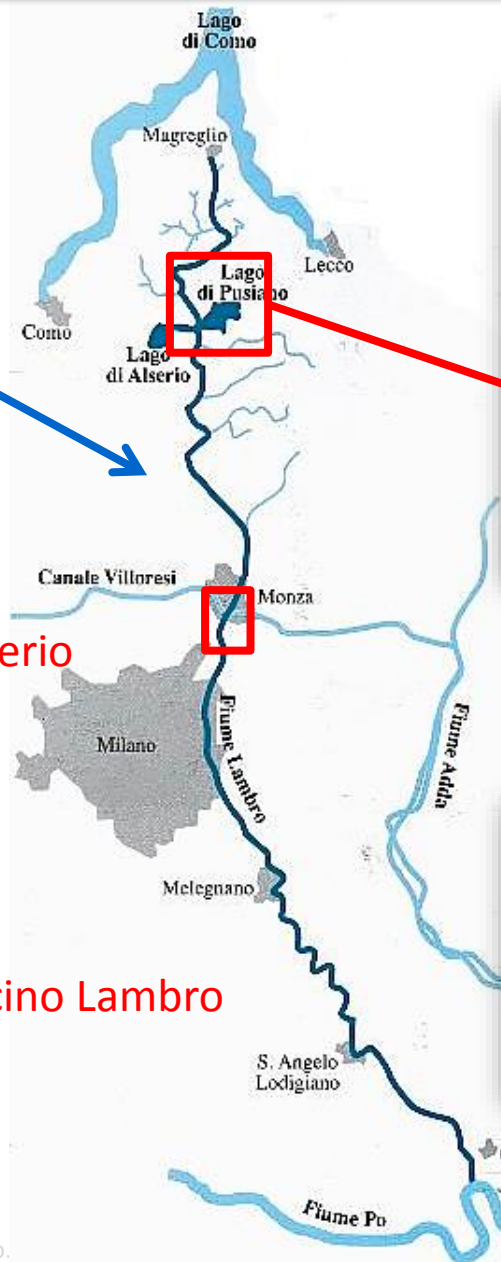 Lago
di Como
Magreglio
Lecco
Lago
di Pusiano
Como
Lago
di Alserio
Canale Villoresi
Monza
erio
Milano
Fiume Lambro
Fiume Adda
Melegnano
cino Lambro
S. Angelo
Lodigiano
Fiume Po